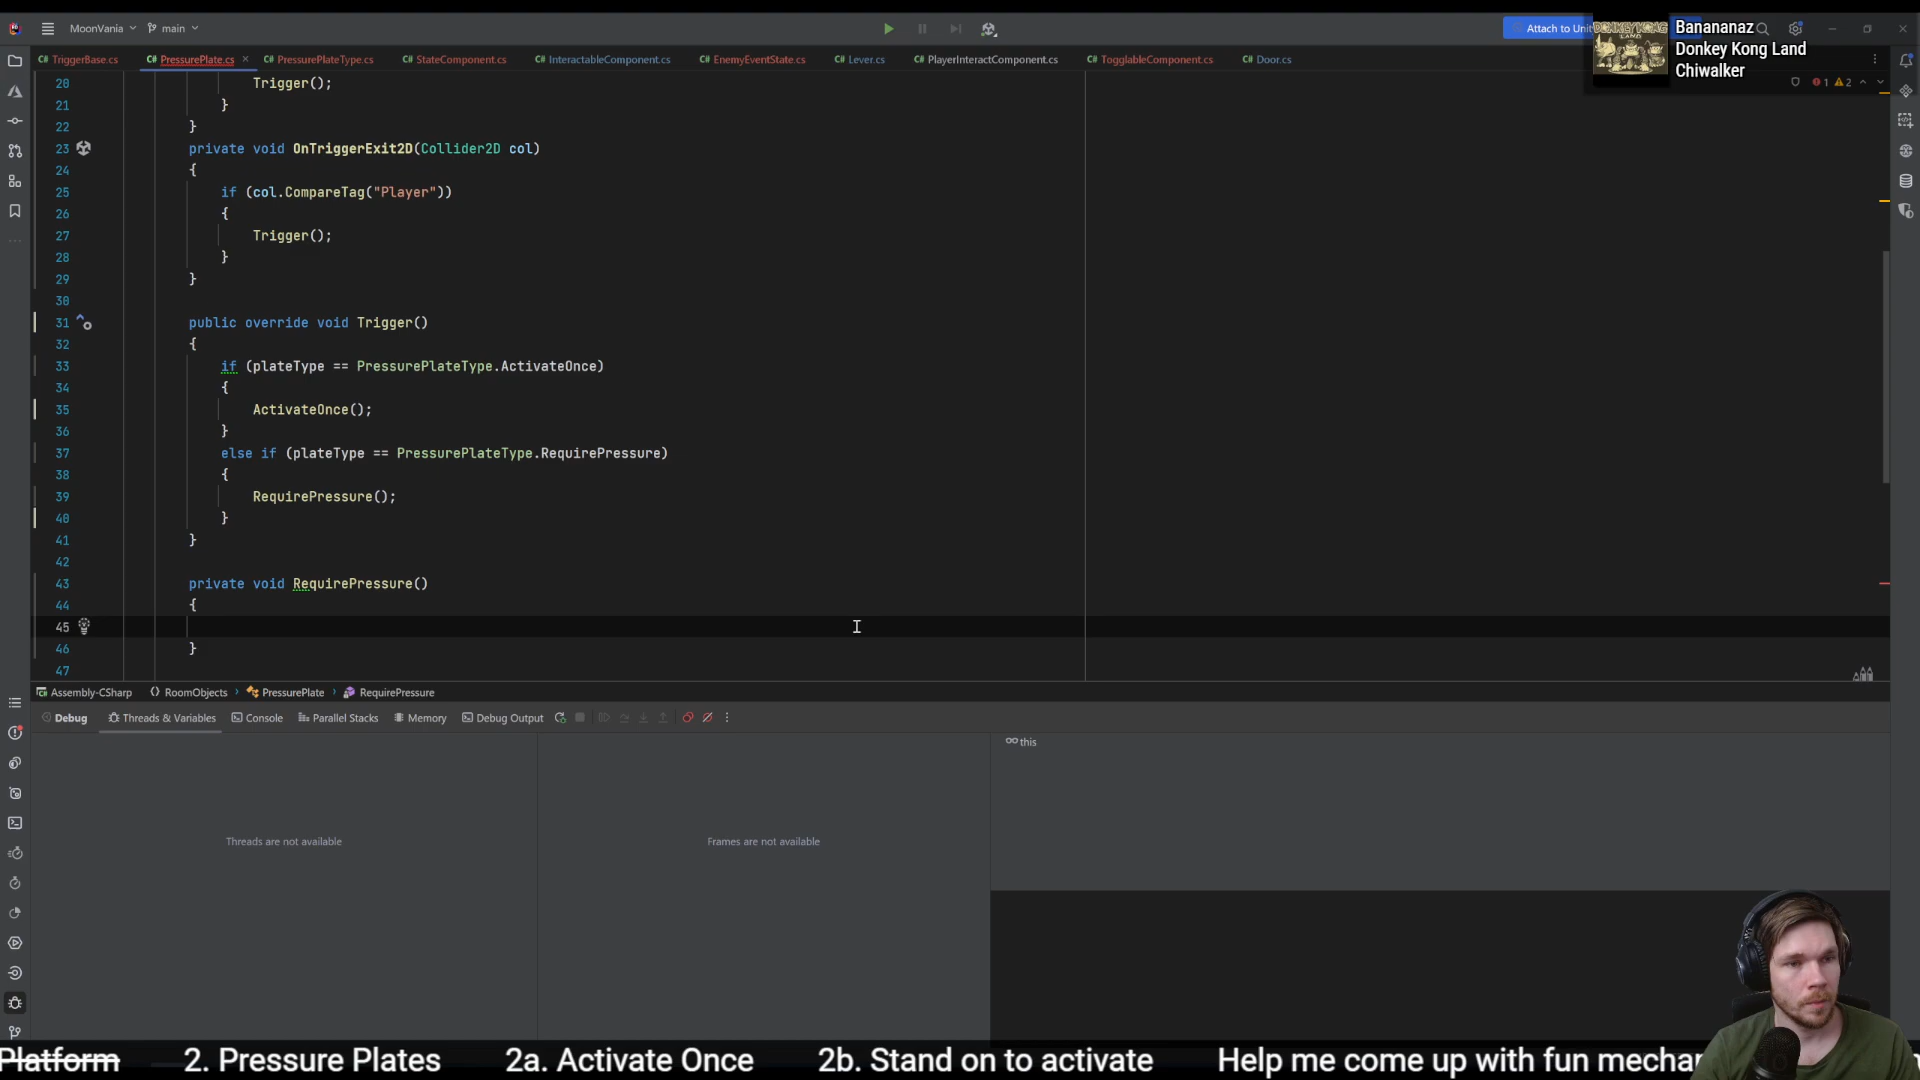 MoonVania main Attach to Unit
Banananaz
Donkey Kong Land
Chiwalker
C# TriggerBase.cs C# PressurePlate.cs C# PressurePlateType.cs C# StateComponent.cs C# InteractableComponent.cs C# EnemyEventState.cs C# Lever.cs C# PlayerInteractComponent.cs C# TogglableComponent.cs C# Door.cs
1 2
20 Trigger();
21 }
22 }
23 private void OnTriggerExit2D(Collider2D col)
24 {
25 if (col.CompareTag("Player"))
26 {
27 Trigger();
28 }
29 }
30
31 public override void Trigger()
32 {
33 if (plateType == PressurePlateType.ActivateOnce)
34 {
35 ActivateOnce();
36 }
37 else if (plateType == PressurePlateType.RequirePressure)
38 {
39 RequirePressure();
40 }
41 }
42
43 private void RequirePressure()
44 {
45
46 }
47
Assembly-CSharp RoomObjects PressurePlate RequirePressure
Debug Threads & Variables Console Parallel Stacks Memory Debug Output
this
Threads are not available
Frames are not available
Platform 2. Pressure Plates 2a. Activate Once 2b. Stand on to activate Help me come up with fun mechan